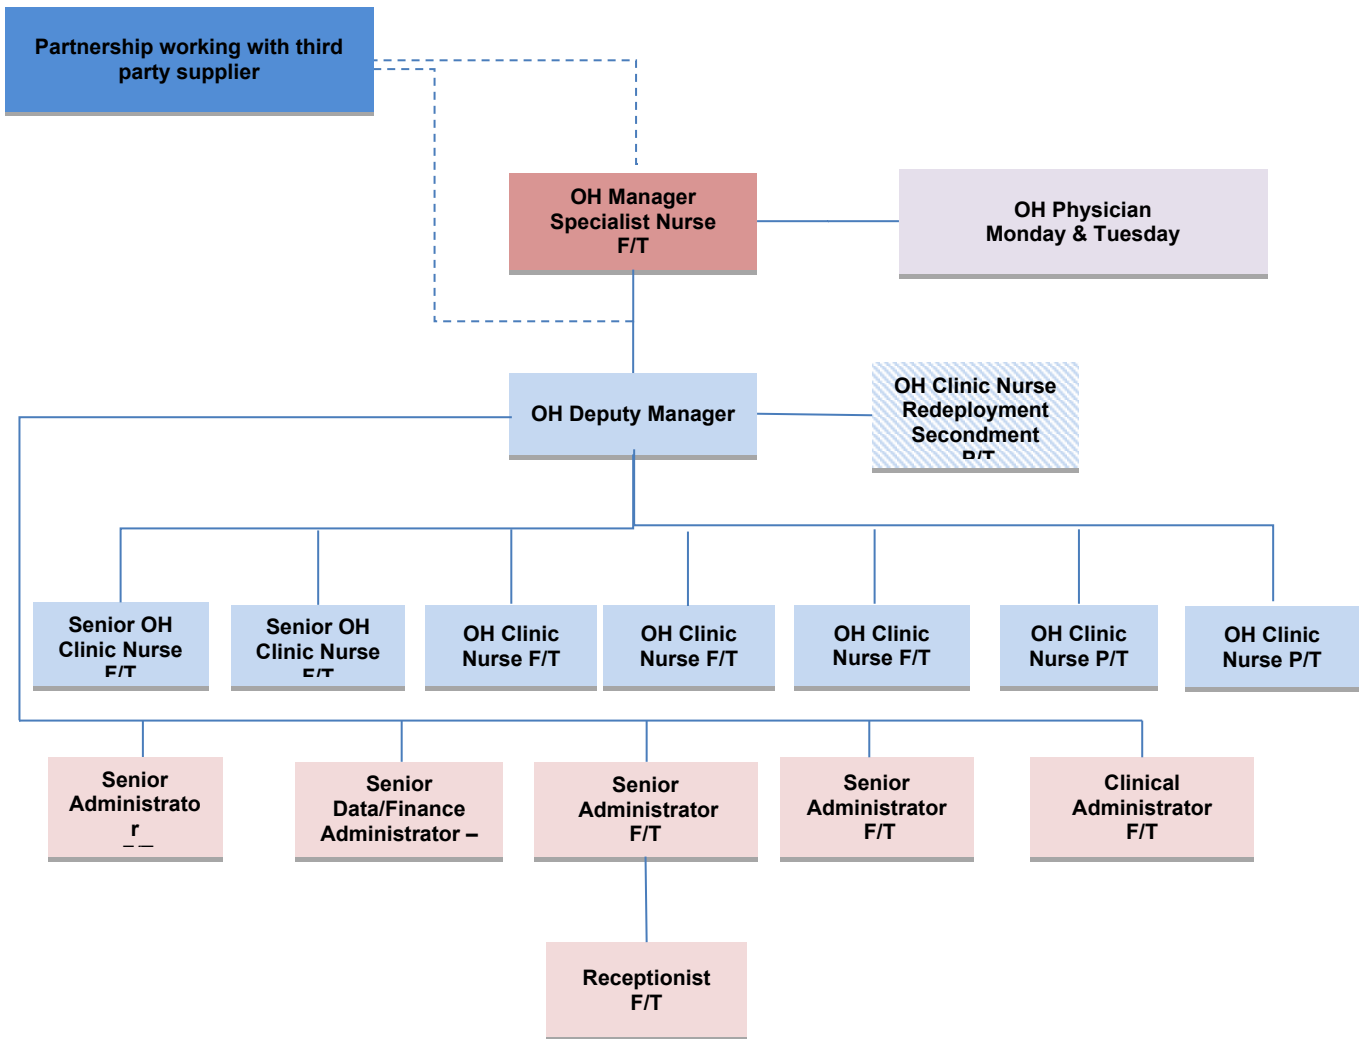 Partnership working with third
party supplier
OH Manager
Specialist Nurse
F/T
OH Physician
Monday & Tuesday
OH Deputy Manager
OH Clinic Nurse
Redeployment
Secondment
P/T
Senior OH
Clinic Nurse
F/T
Senior OH
Clinic Nurse
F/T
OH Clinic
Nurse F/T
OH Clinic
Nurse F/T
OH Clinic
Nurse F/T
OH Clinic
Nurse P/T
OH Clinic
Nurse P/T
Senior
Administrato
r
Senior
Data/Finance
Administrator –
Senior
Administrator
F/T
Senior
Administrator
F/T
Clinical
Administrator
F/T
Receptionist
F/T